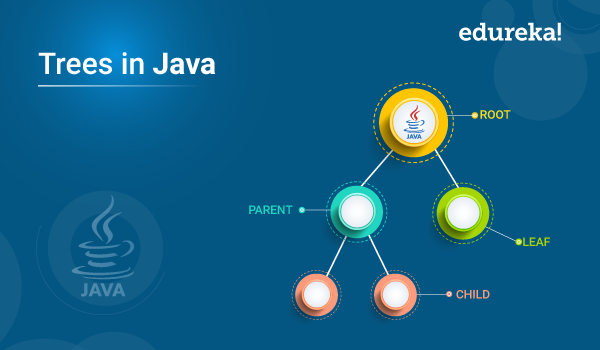 edureka!
Trees in Java
JAVA
ROOT
PARENT
LEAF
JAVA
CHILD